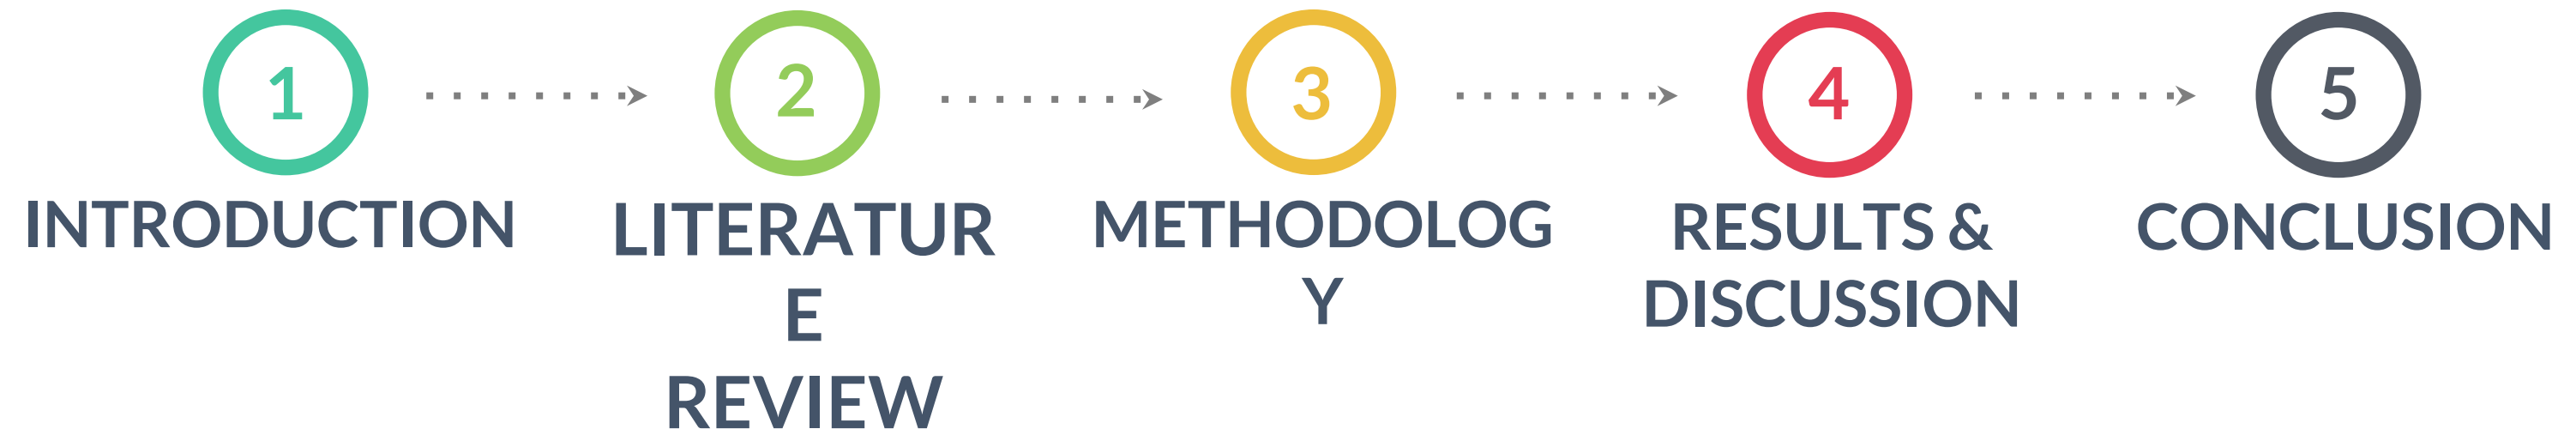 1
INTRODUCTION
2
LITERATUR
E
REVIEW
3
METHODOLOG
Y
4
RESULTS &
DISCUSSION
5
CONCLUSION